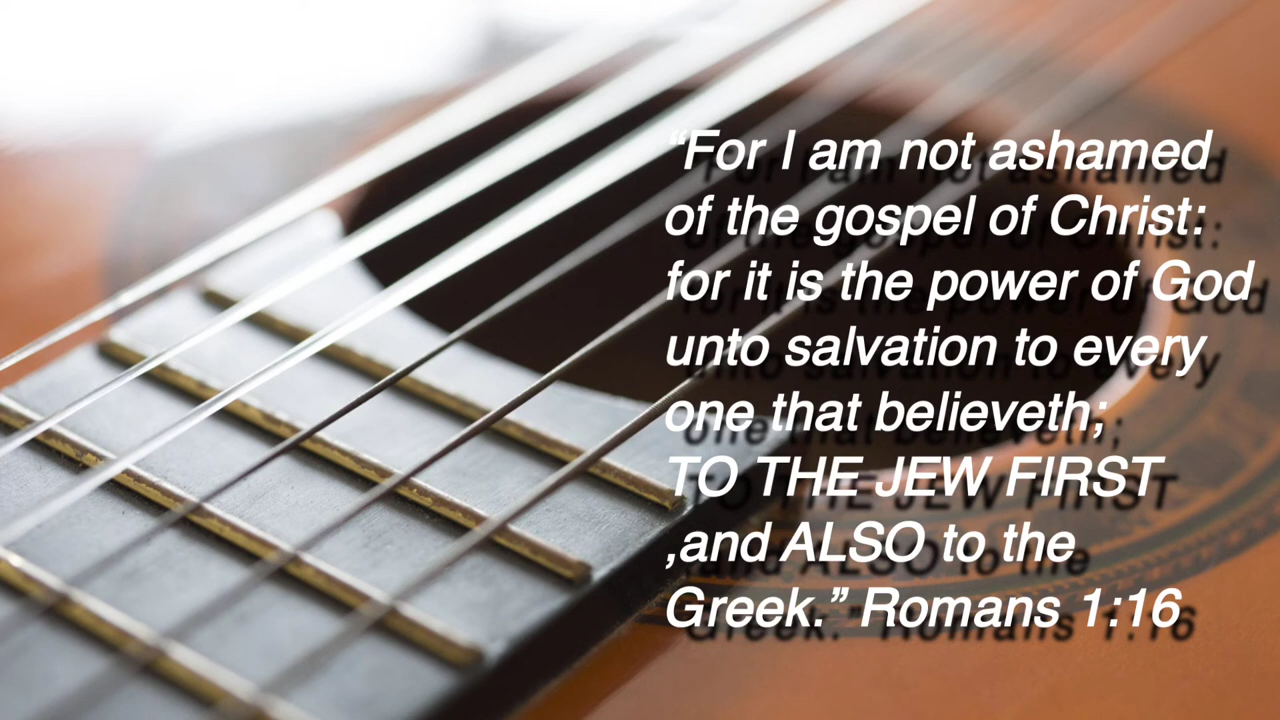 “For I am not ashamed
of the gospel of Christ:
for it is the power of God
unto salvation to every
one that believeth;
TO THE JEW FIRST
,and ALSO to the
Greek.” Romans 1:16